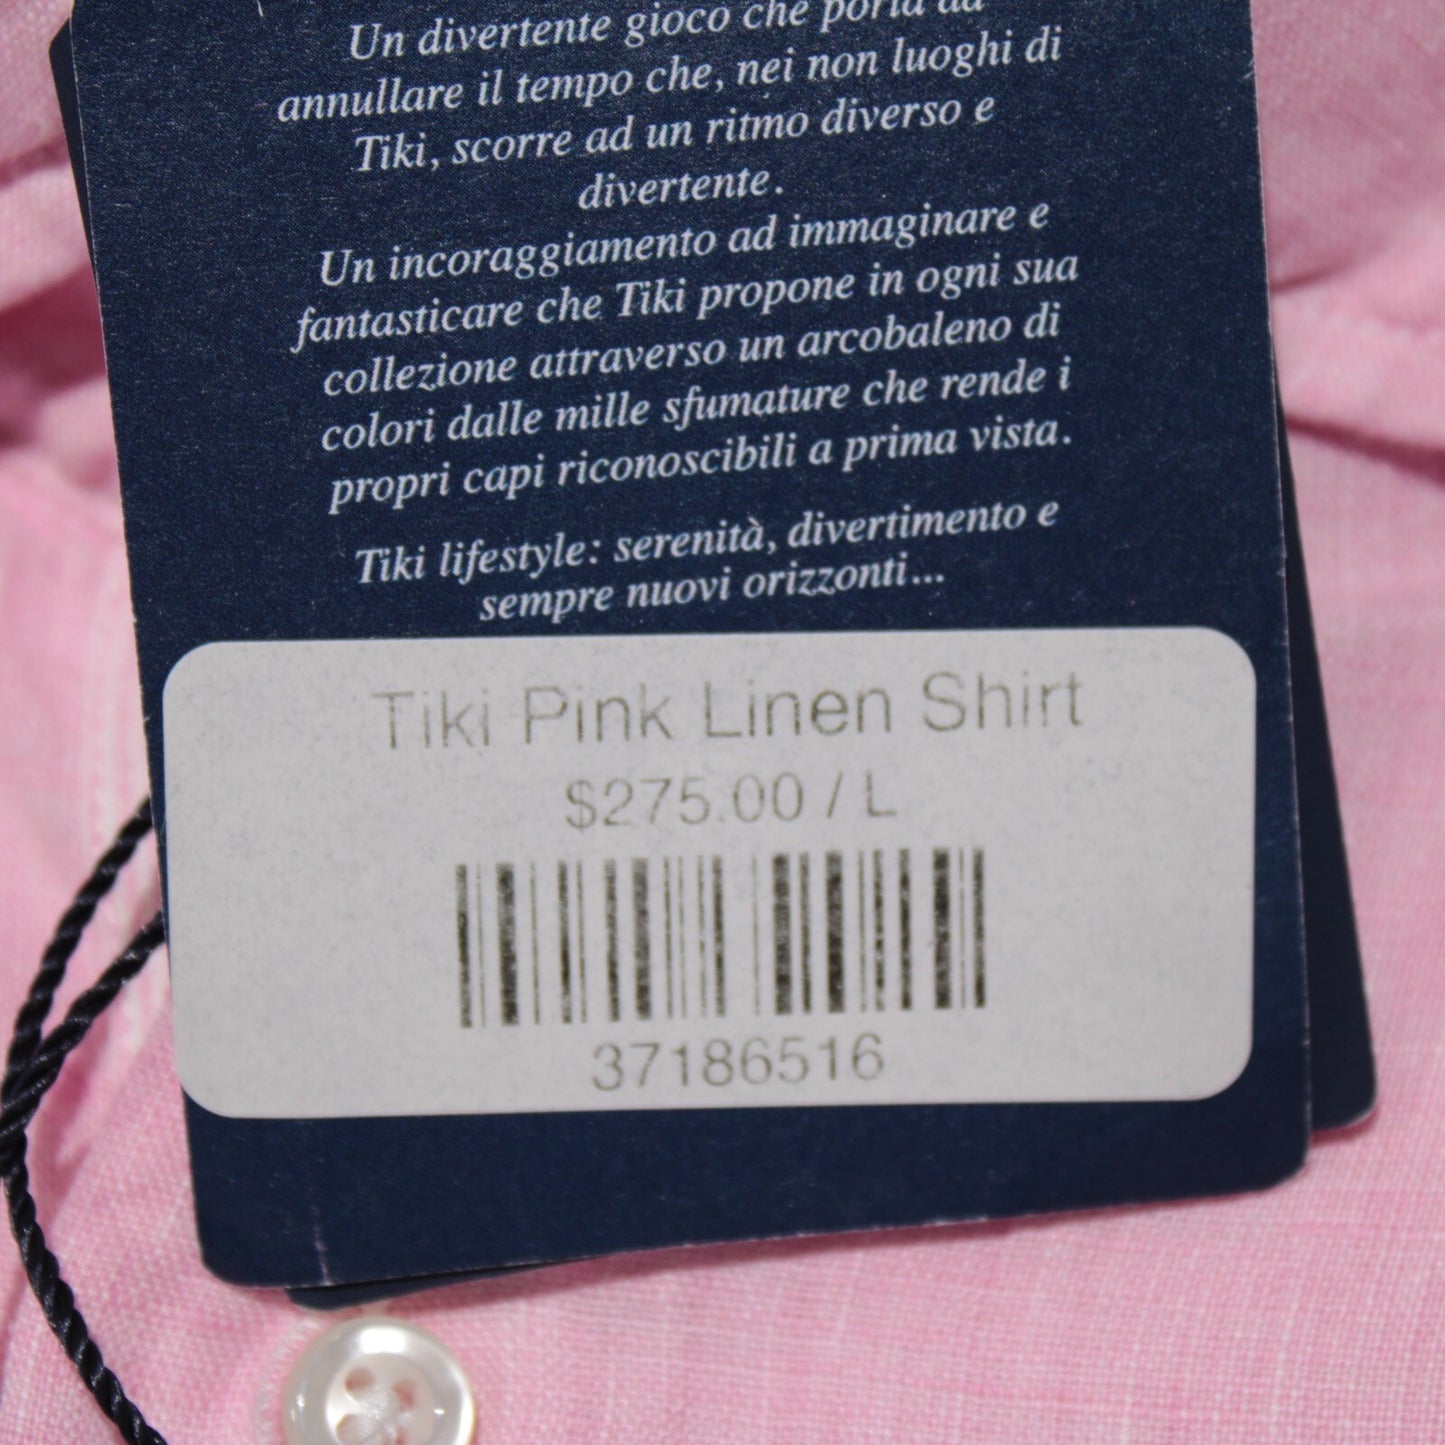 Un divertente gioco che porta ad
annullare il tempo che, nei non luoghi di
Tiki, scorre ad un ritmo diverso e
divertente.
Un incoraggiamento ad immaginare e
fantasticare che Tiki propone in ogni sua
collezione attraverso un arcobaleno di
colori dalle mille sfumature che rende i
propri capi riconoscibili a prima vista.
Tiki lifestyle: serenità, divertimento e
sempre nuovi orizzonti...
Tiki Pink Linen Shirt
$275.00 / L
37186516